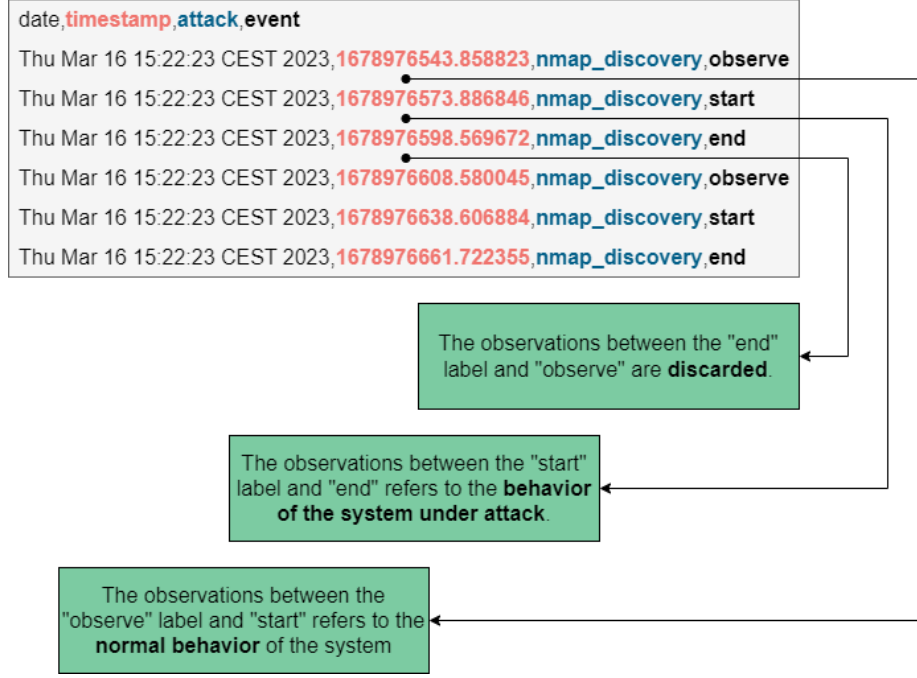 date,timestamp,attack,event
Thu Mar 16 15:22:23 CEST 2023,1678976543.858823,nmap_discovery,observe
Thu Mar 16 15:22:23 CEST 2023,1678976573.886846,nmap_discovery,start
Thu Mar 16 15:22:23 CEST 2023,1678976598.569672,nmap_discovery,end
Thu Mar 16 15:22:23 CEST 2023,1678976608.580045,nmap_discovery,observe
Thu Mar 16 15:22:23 CEST 2023,1678976638.606884,nmap_discovery,start
Thu Mar 16 15:22:23 CEST 2023,1678976661.722355,nmap_discovery,end
The observations between the "end"
label and "observe" are discarded.
The observations between the "start"
label and "end" refers to the behavior
of the system under attack.
The observations between the
"observe" label and "start" refers to the
normal behavior of the system